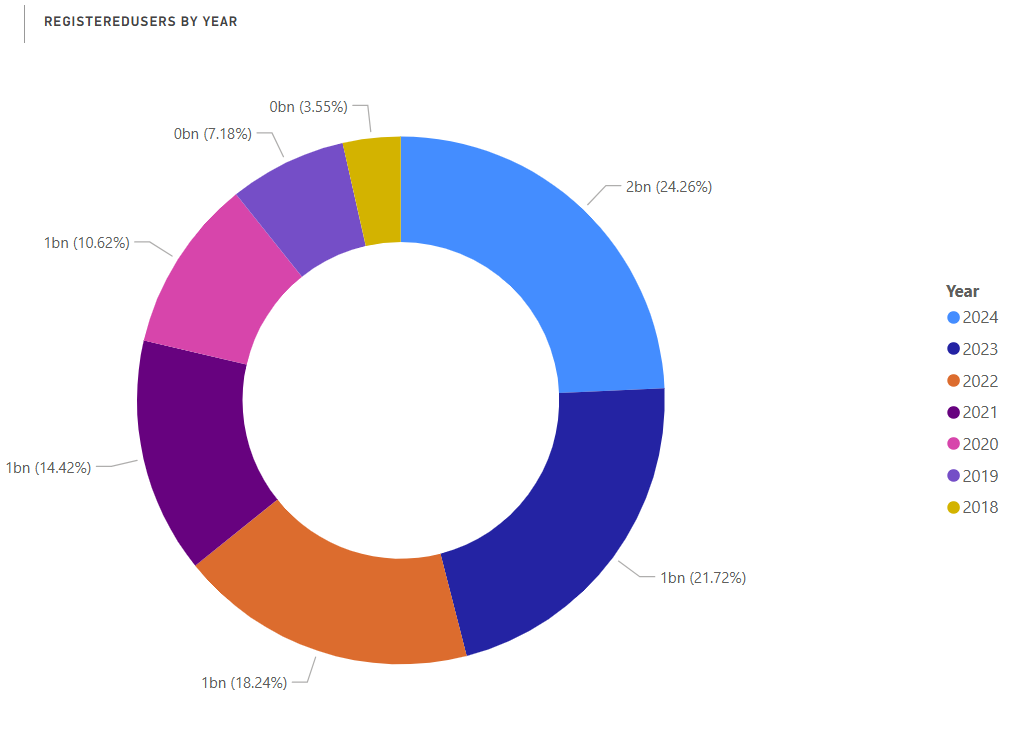 REGISTEREDUSERS BY YEAR
0bn (3.55%)
0bn (7.18%)
2bn (24.26%)
1bn (10.62%)
1bn (14.42%)
1bn (21.72%)
1bn (18.24%)
Year
2024
2023
2022
2021
2020
2019
2018